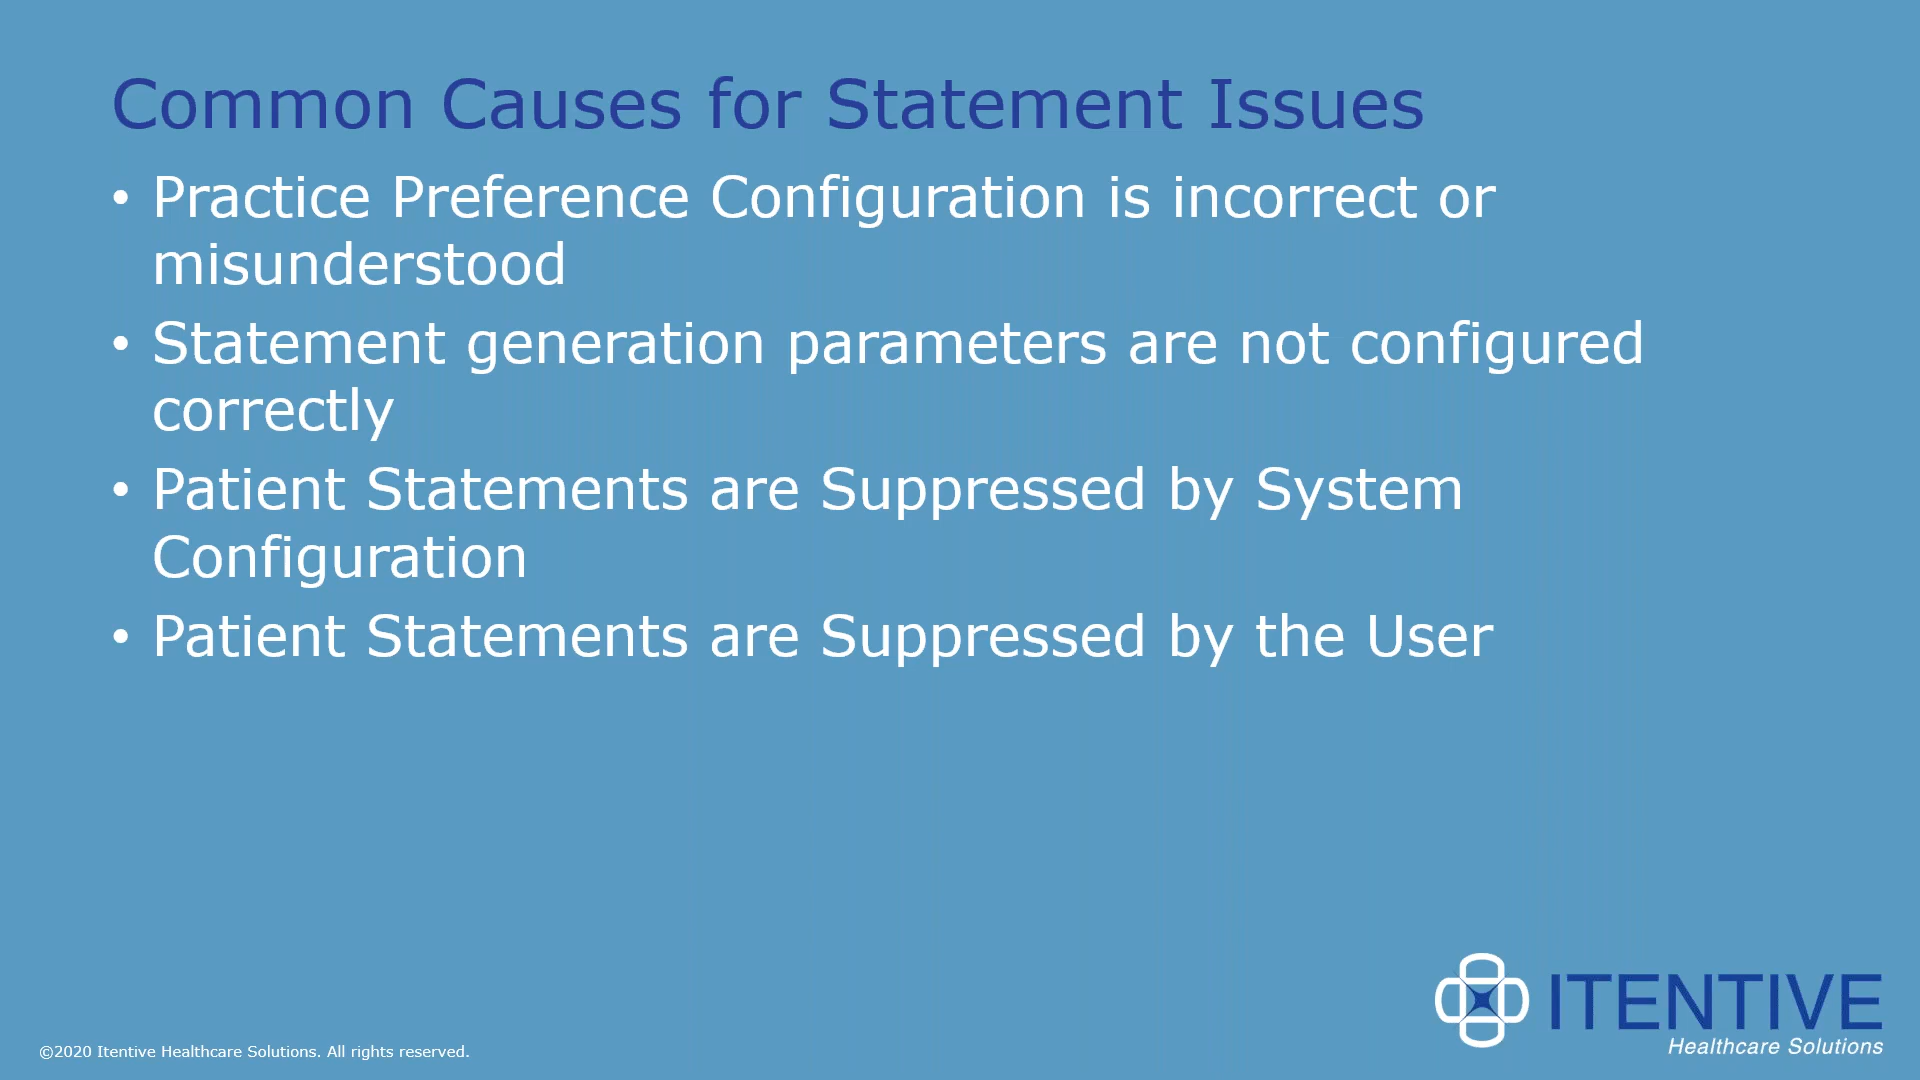 Common Causes for Statement Issues
• Practice Preference Configuration is incorrect or
misunderstood
• Statement generation parameters are not configured
correctly
• Patient Statements are Suppressed by System
Configuration
• Patient Statements are Suppressed by the User
ITENTIVE
Healthcare Solutions
©2020 Itentive Healthcare Solutions. All rights reserved.